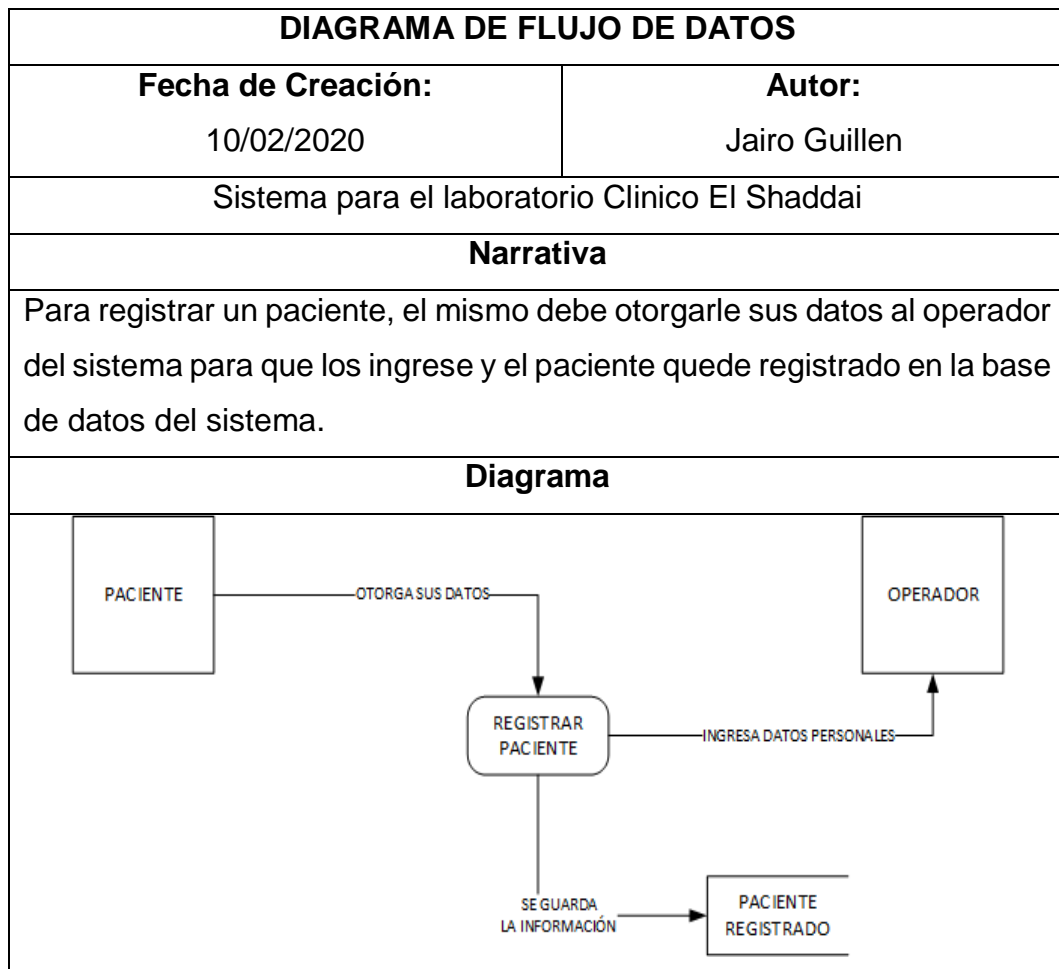 DIAGRAMA DE FLUJO DE DATOS
Fecha de Creación:
10/02/2020
Autor:
Jairo Guillen
Sistema para el laboratorio Clinico El Shaddai
Narrativa
Para registrar un paciente, el mismo debe otorgarle sus datos al operador
del sistema para que los ingrese y el paciente quede registrado en la base
de datos del sistema.
Diagrama
PACIENTE
OTORGA SUS DATOS
OPERADOR
REGISTRAR
PACIENTE
INGRESA DATOS PERSONALES
SE GUARDA
LA INFORMACIÓN
PACIENTE
REGISTRADO